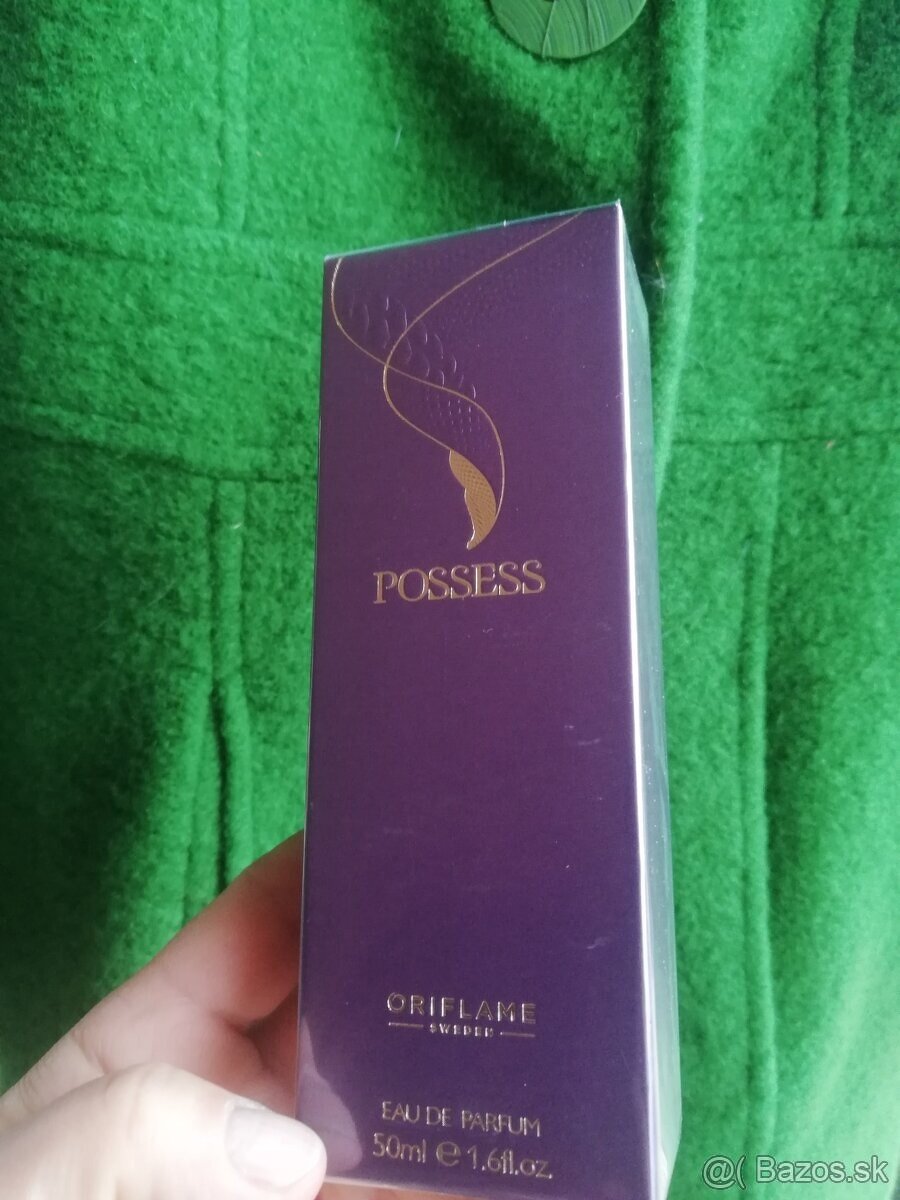 POSSESS
ORIFLAME
SWEDEN
EAU DE PARFUM
50ml e 1.6fl.oz.
@( Bazos.sk